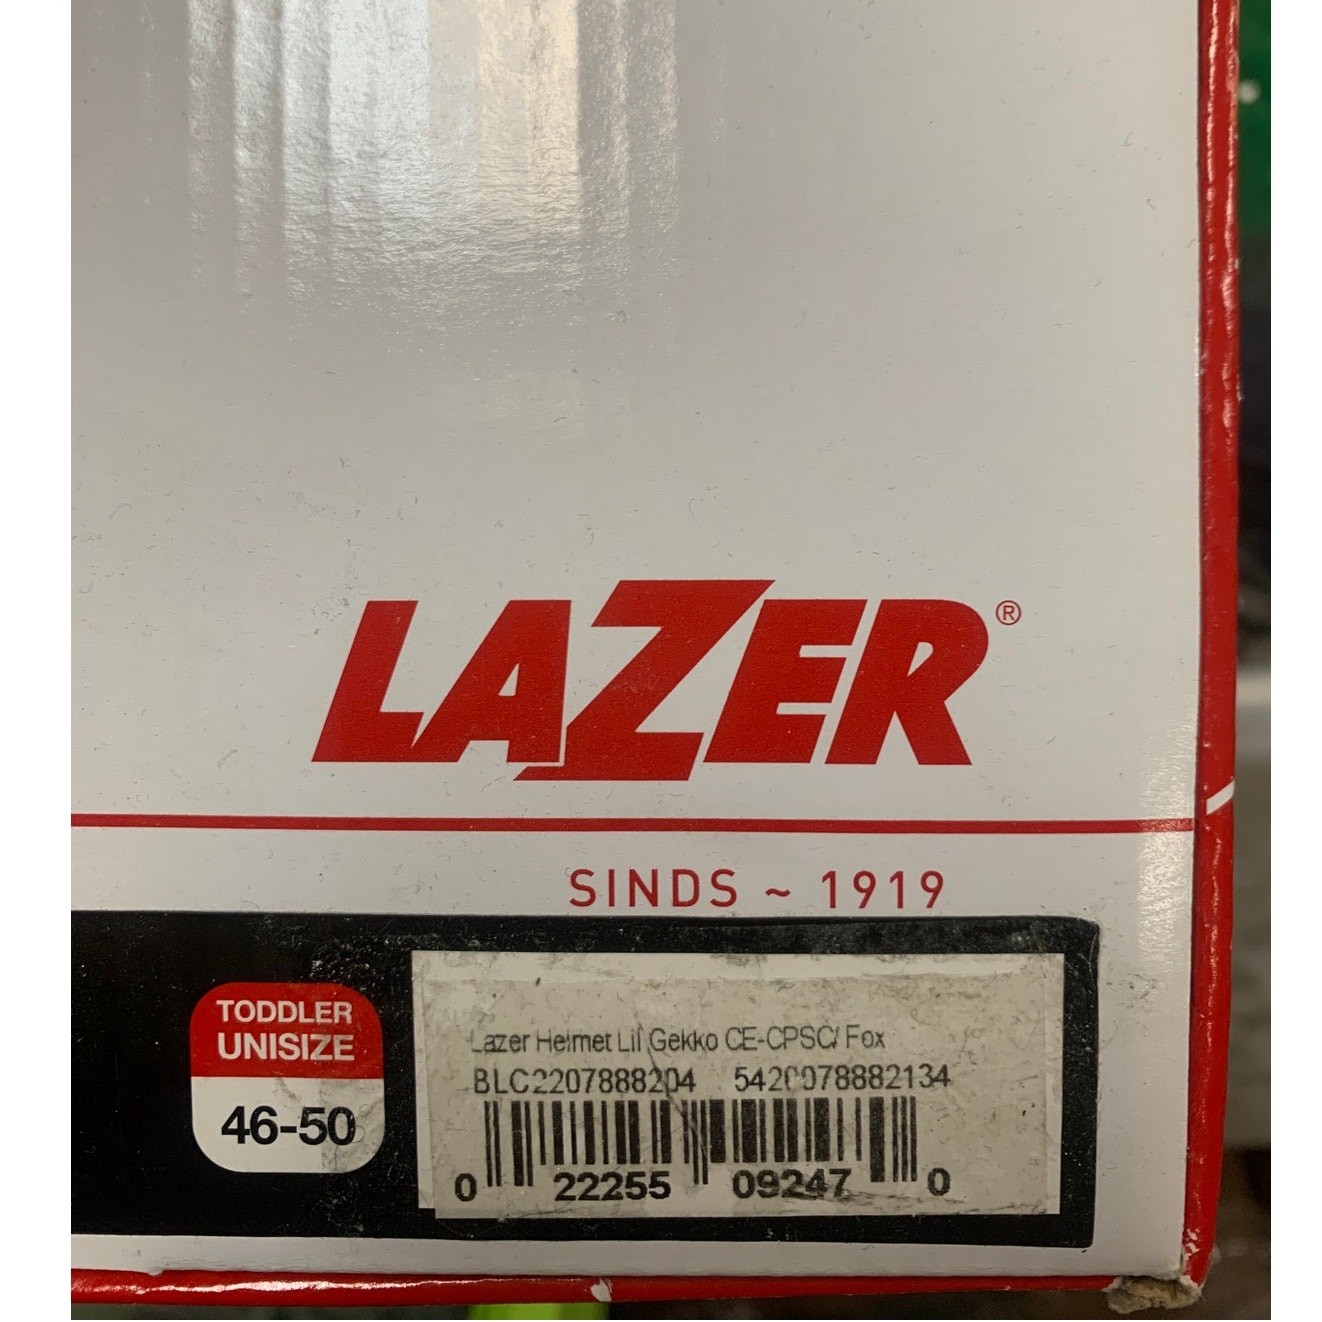 LAZER®
SINDS ~ 1919
TODDLER
UNISIZE
46-50
Lazer Helmet Lil' Gekko CE-CPSC/ Fox
BLC2207888204 5420078882134
0 22255 09247 0